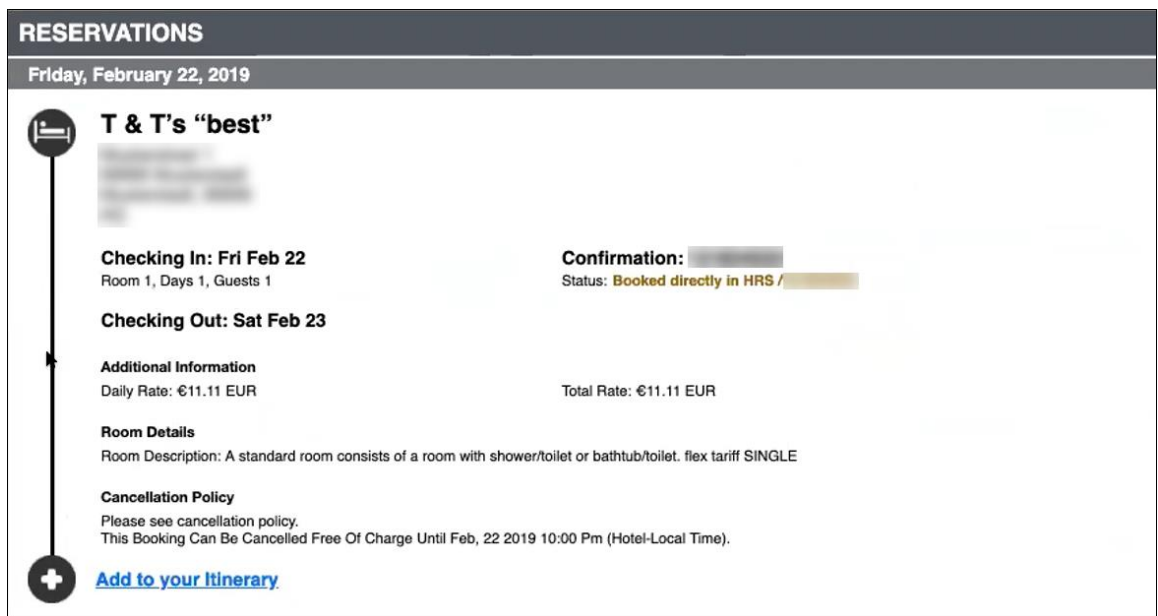 RESERVATIONS
Friday, February 22, 2019
T & T's “best”
Checking In: Fri Feb 22
Confirmation:
Room 1, Days 1, Guests 1
Status: Booked directly in HRS /
Checking Out: Sat Feb 23
Additional Information
Daily Rate: €11.11 EUR
Total Rate: €11.11 EUR
Room Details
Room Description: A standard room consists of a room with shower/toilet or bathtub/toilet. flex tariff SINGLE
Cancellation Policy
Please see cancellation policy.
This Booking Can Be Cancelled Free Of Charge Until Feb, 22 2019 10:00 Pm (Hotel-Local Time).
Add to your Itinerary